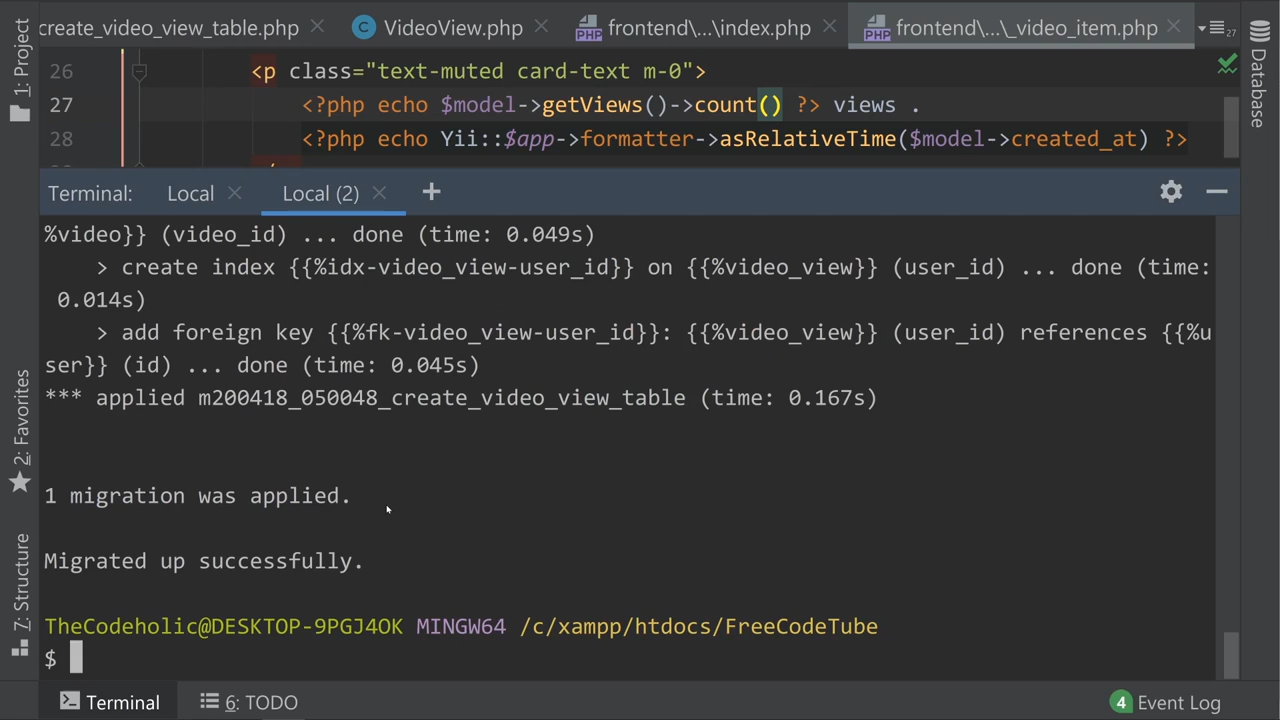 create_video_view_table.php
VideoView.php
frontend\...\index.php
frontend\...\_video_item.php
27
1: Project
Database
26 <p class="text-muted card-text m-0">
27 <?php echo $model->getViews()->count() ?> views .
28 <?php echo Yii::$app->formatter->asRelativeTime($model->created_at) ?>
Terminal: Local Local (2)
%video}} (video_id) ... done (time: 0.049s)
> create index {{%idx-video_view-user_id}} on {{%video_view}} (user_id) ... done (time:
0.014s)
> add foreign key {{%fk-video_view-user_id}}: {{%video_view}} (user_id) references {{%u
ser}} (id) ... done (time: 0.045s)
*** applied m200418_050048_create_video_view_table (time: 0.167s)
1 migration was applied.
Migrated up successfully.
TheCodeholic@DESKTOP-9PGJ4OK MINGW64 /c/xampp/htdocs/FreeCodeTube
$
2: Favorites
7: Structure
Terminal
6: TODO
4 Event Log